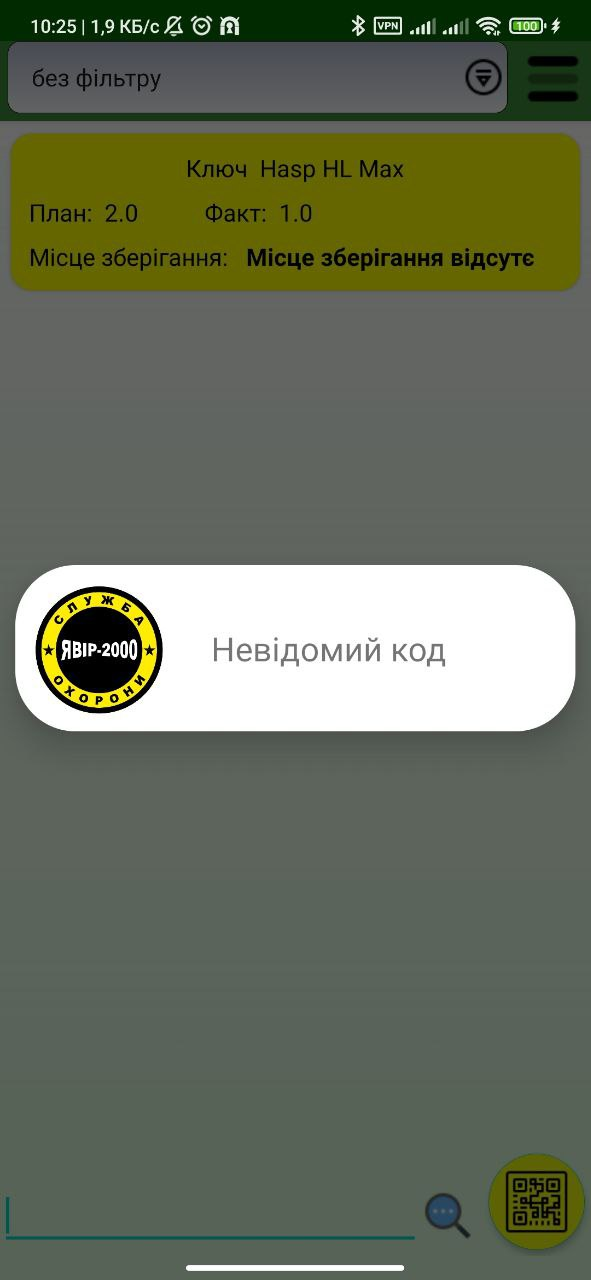 10:25 | 1,9 КБ/с
VPN
100
без фільтру
Ключ Hasp HL Max
План: 2.0 Факт: 1.0
Місце зберігання: Місце зберігання відсутє
СЛУЖБА
ЯВІР-2000
ОХОРОНИ
Невідомий код